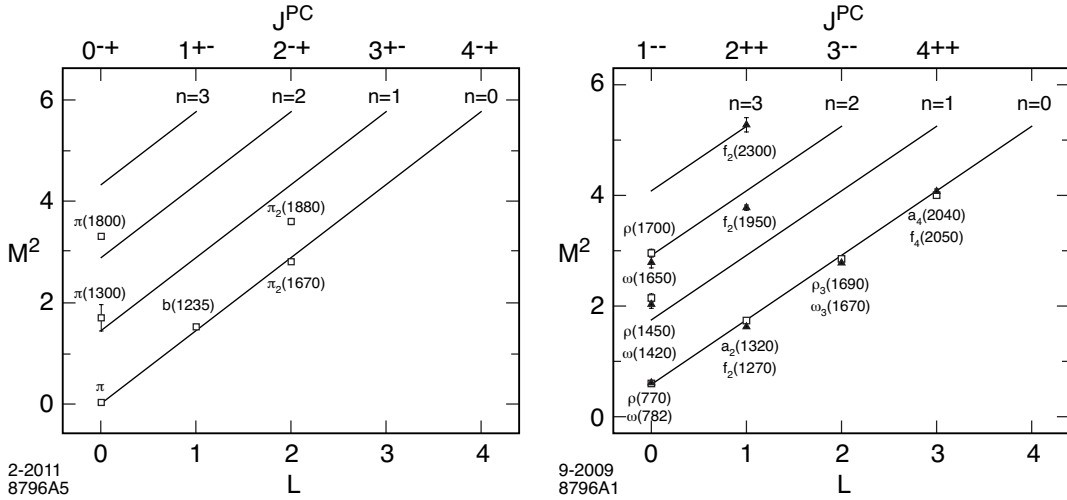 J^PC
0-+ 1+- 2-+ 3+- 4-+
6
n=3 n=2 n=1 n=0
4
π(1800)
π₂(1880)
M²
π(1300)
b(1235)
π₂(1670)
2
π
0
0 1 2 3 4
L
2-2011
8796A5
J^PC
1-- 2++ 3-- 4++
6
n=3 n=2 n=1 n=0
f₂(2300)
4
ρ(1700)
f₂(1950)
a₄(2040)
f₄(2050)
M²
ω(1650)
ρ₃(1690)
ω₃(1670)
2
ρ(1450)
ω(1420)
a₂(1320)
f₂(1270)
ρ(770)
ω(782)
0
0 1 2 3 4
L
9-2009
8796A1